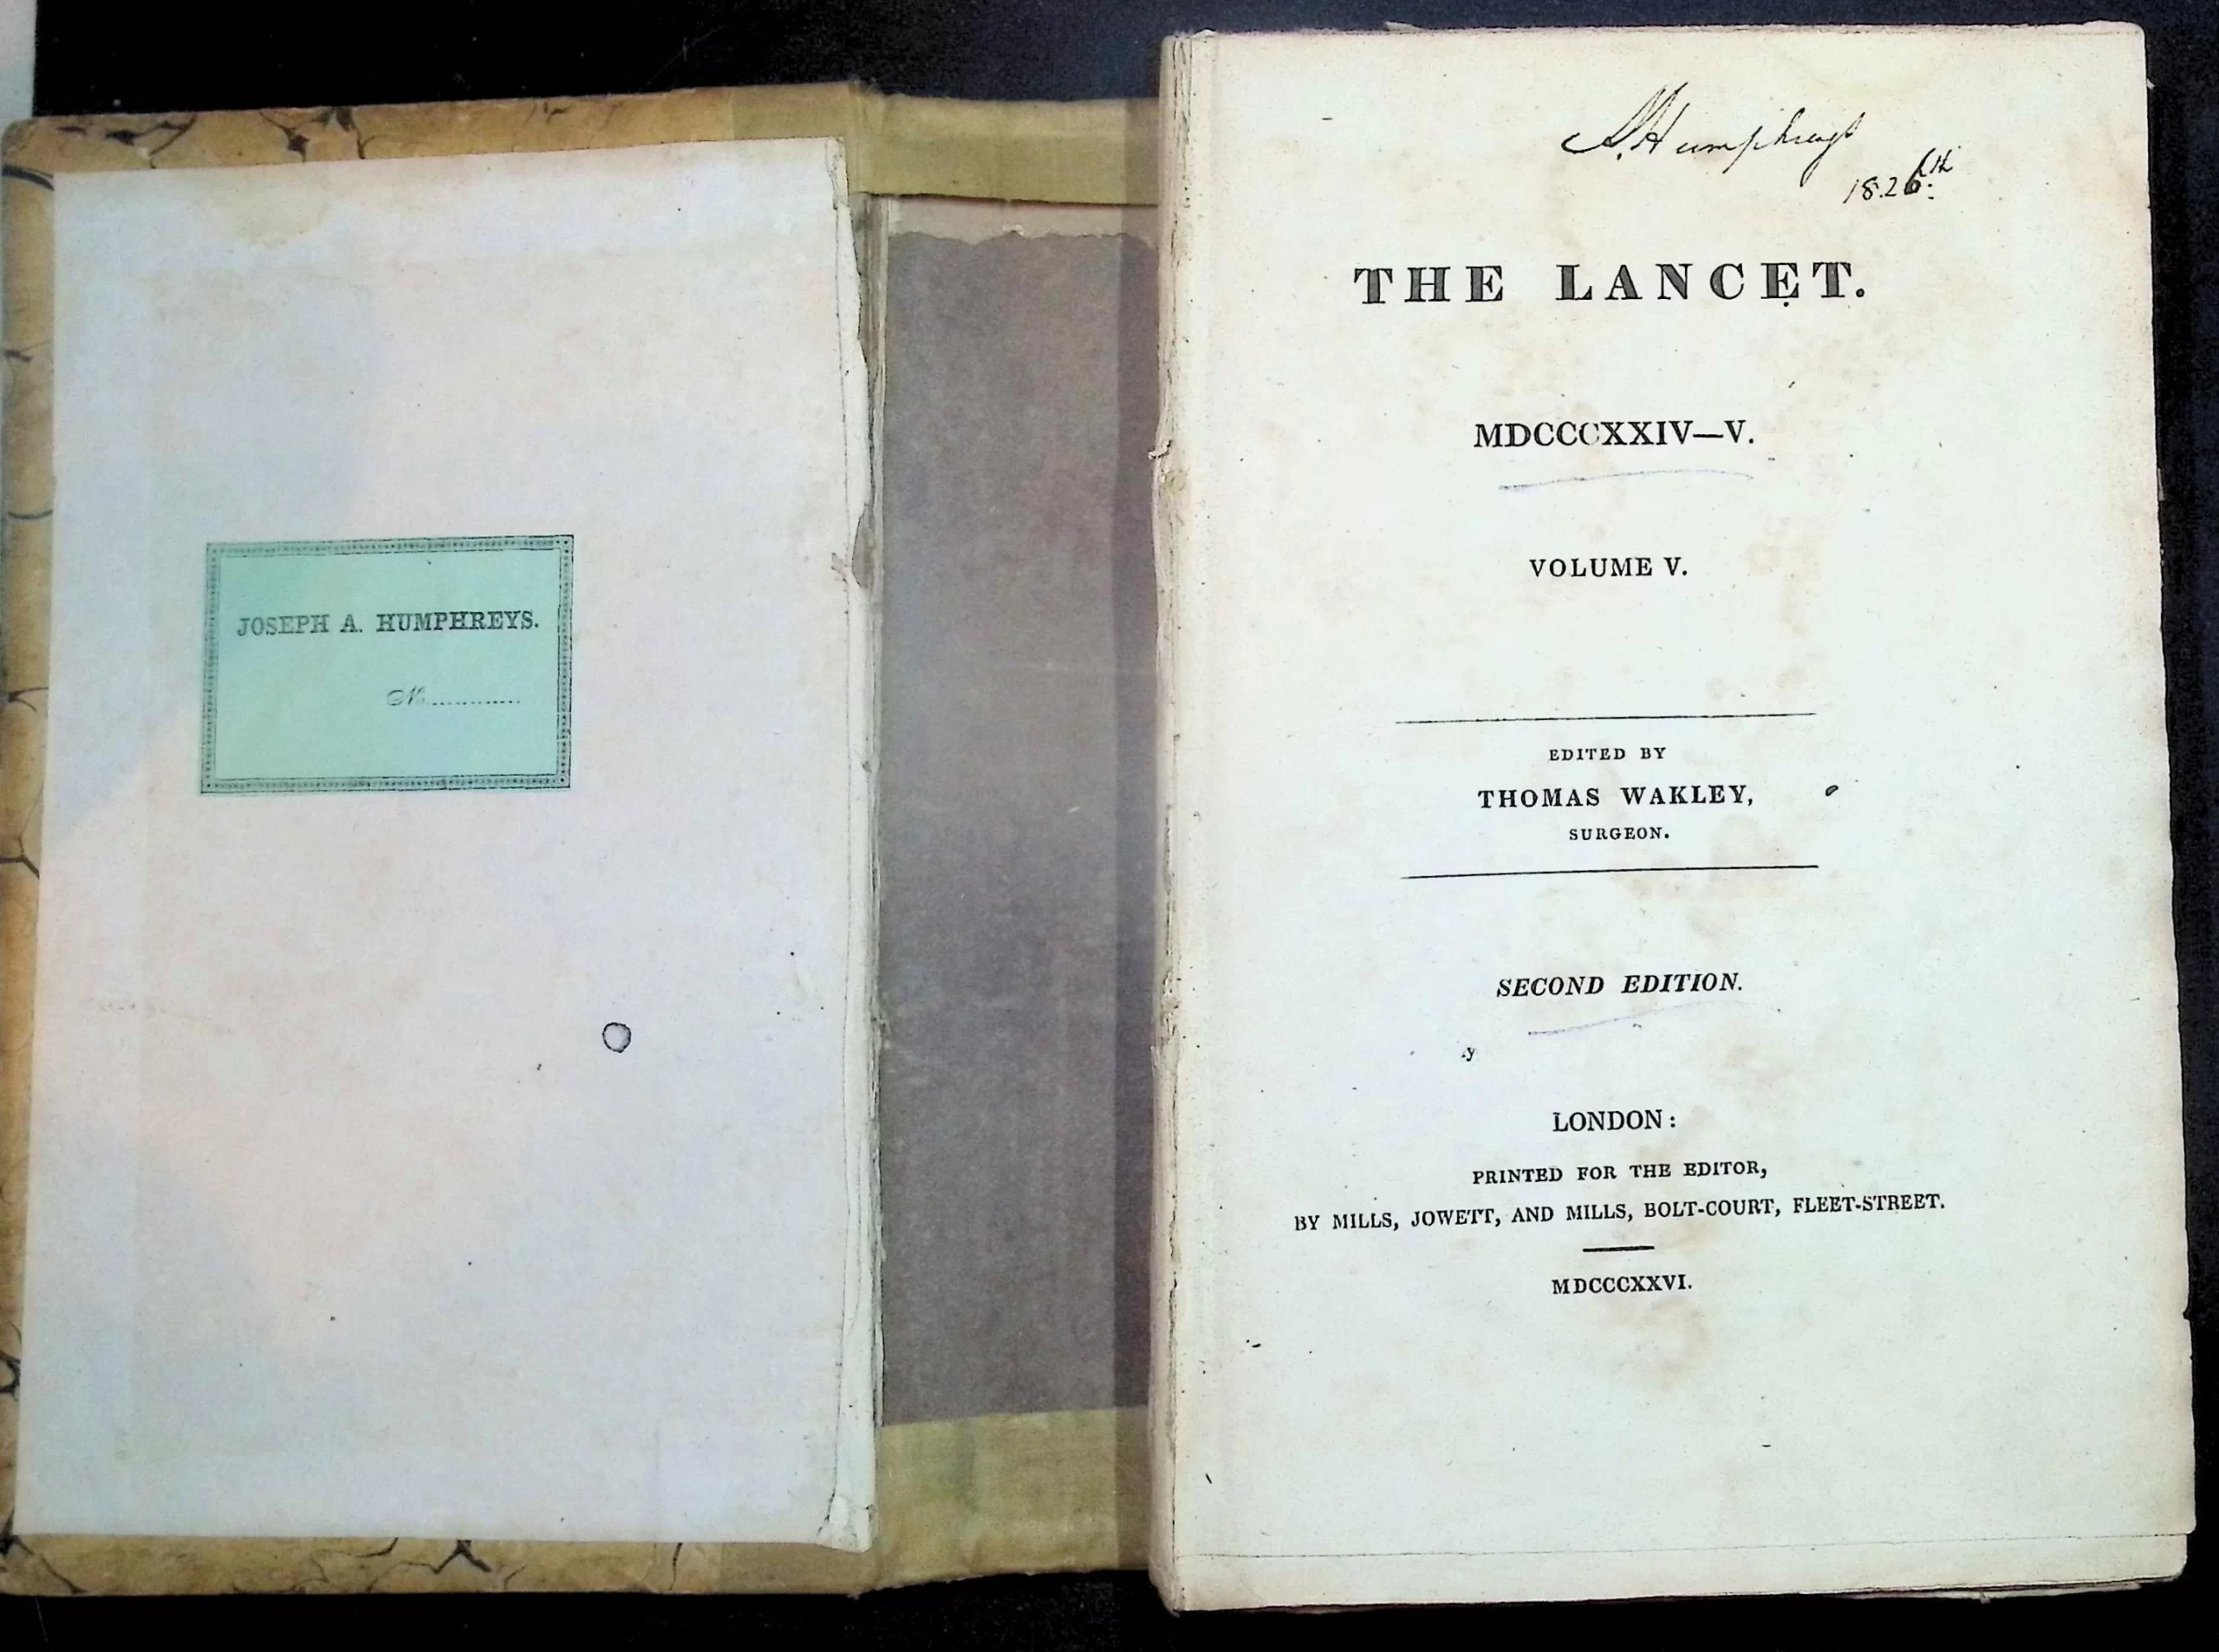 JOSEPH A. HUMPHREYS.
No............
Humphreys
1826th
THE LANCET.
MDCCCXXIV—V.
VOLUME V.
EDITED BY
THOMAS WAKLEY,
SURGEON.
SECOND EDITION.
LONDON:
PRINTED FOR THE EDITOR,
BY MILLS, JOWETT, AND MILLS, BOLT-COURT, FLEET-STREET.
MDCCCXXVI.